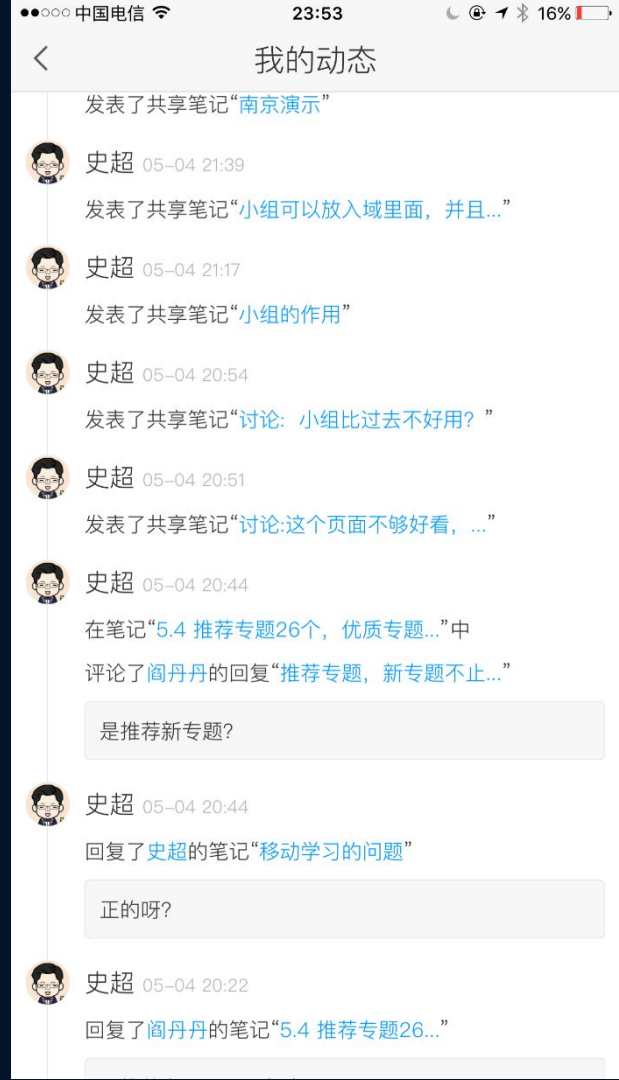 中国电信 23:53 16%
我的动态
发表了共享笔记“南京演示”
史超 05-04 21:39
发表了共享笔记“小组可以放入域里面，并且...”
史超 05-04 21:17
发表了共享笔记“小组的作用”
史超 05-04 20:54
发表了共享笔记“讨论：小组比过去不好用？”
史超 05-04 20:51
发表了共享笔记“讨论:这个页面不够好看，...”
史超 05-04 20:44
在笔记“5.4 推荐专题26个，优质专题...”中
评论了阎丹丹的回复“推荐专题，新专题不止...”
是推荐新专题？
史超 05-04 20:44
回复了史超的笔记“移动学习的问题”
正的呀？
史超 05-04 20:22
回复了阎丹丹的笔记“5.4 推荐专题26...”